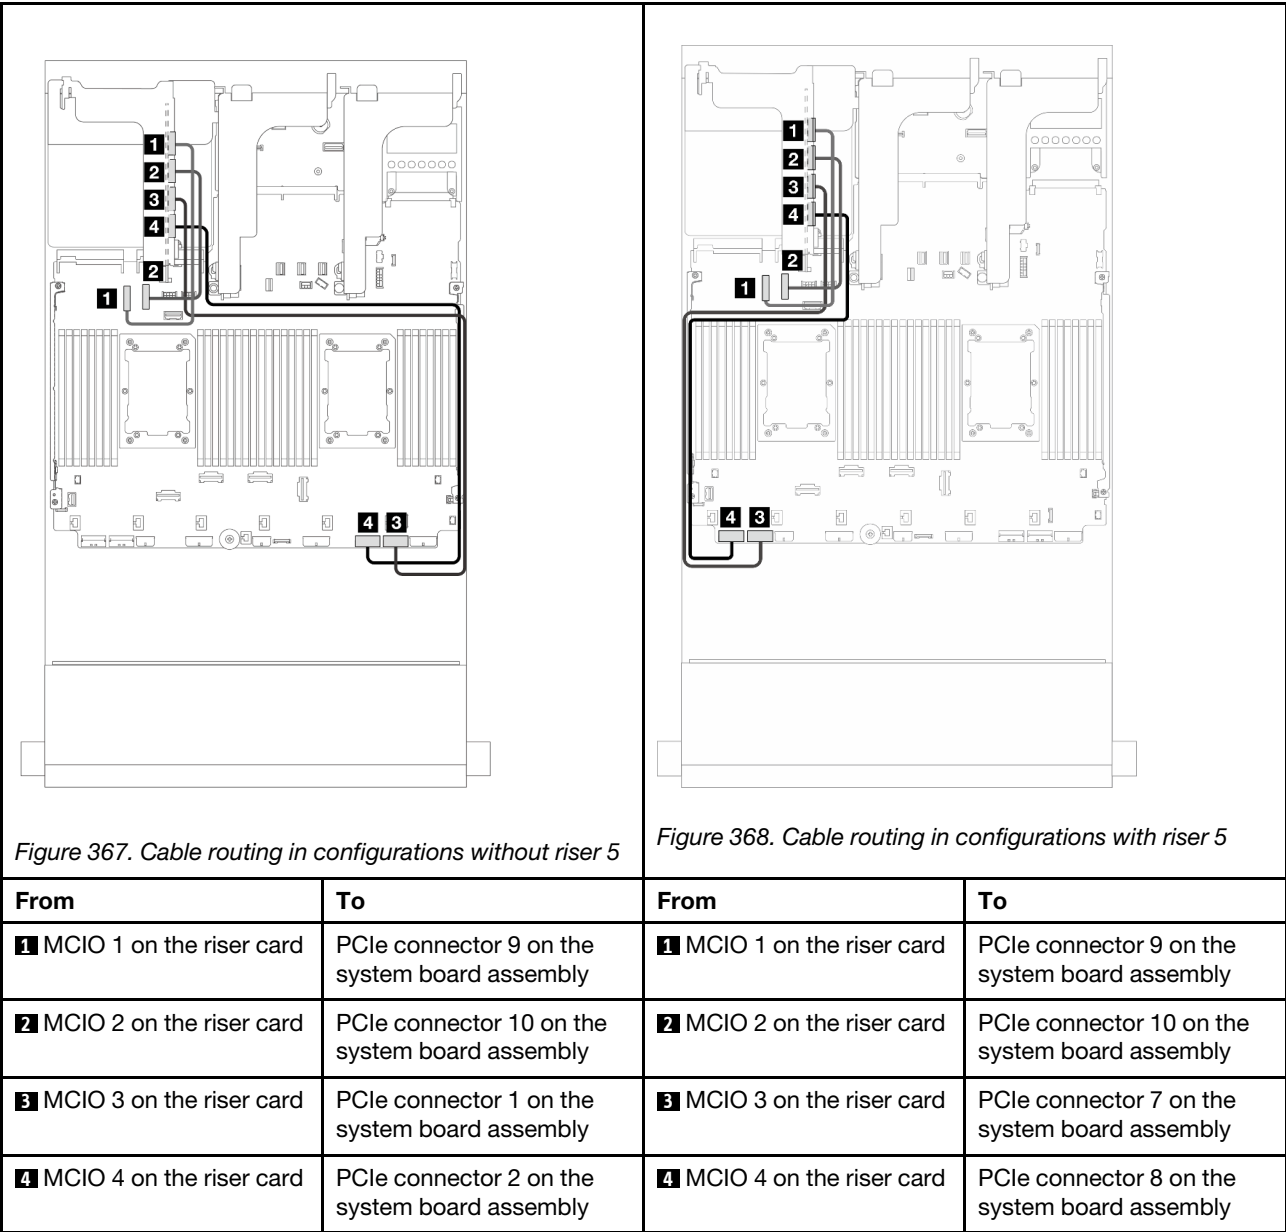 1
2
3
4
2
1
4 3
Figure 367. Cable routing in configurations without riser 5
1
2
3
4
2
1
4 3
Figure 368. Cable routing in configurations with riser 5
From To From To
1 MCIO 1 on the riser card PCIe connector 9 on the 1 MCIO 1 on the riser card PCIe connector 9 on the
system board assembly system board assembly
2 MCIO 2 on the riser card PCIe connector 10 on the 2 MCIO 2 on the riser card PCIe connector 10 on the
system board assembly system board assembly
3 MCIO 3 on the riser card PCIe connector 1 on the 3 MCIO 3 on the riser card PCIe connector 7 on the
system board assembly system board assembly
4 MCIO 4 on the riser card PCIe connector 2 on the 4 MCIO 4 on the riser card PCIe connector 8 on the
system board assembly system board assembly